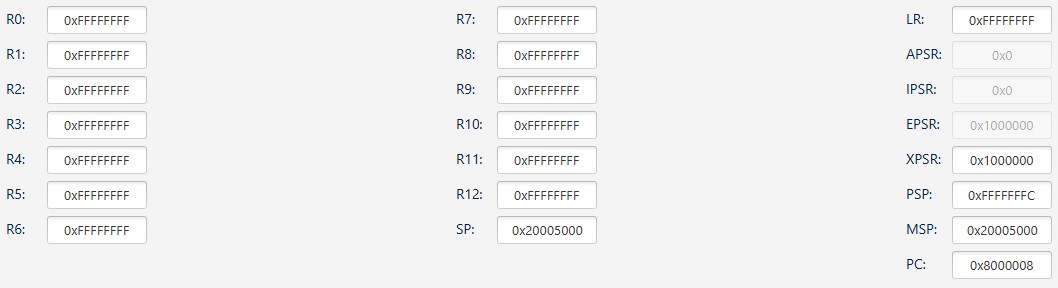 R0: 0xFFFFFFFF R7: 0xFFFFFFFF LR: 0xFFFFFFFF
R1: 0xFFFFFFFF R8: 0xFFFFFFFF APSR: 0x0
R2: 0xFFFFFFFF R9: 0xFFFFFFFF IPSR: 0x0
R3: 0xFFFFFFFF R10: 0xFFFFFFFF EPSR: 0x1000000
R4: 0xFFFFFFFF R11: 0xFFFFFFFF XPSR: 0x1000000
R5: 0xFFFFFFFF R12: 0xFFFFFFFF PSP: 0xFFFFFFFC
R6: 0xFFFFFFFF SP: 0x20005000 MSP: 0x20005000
PC: 0x8000008